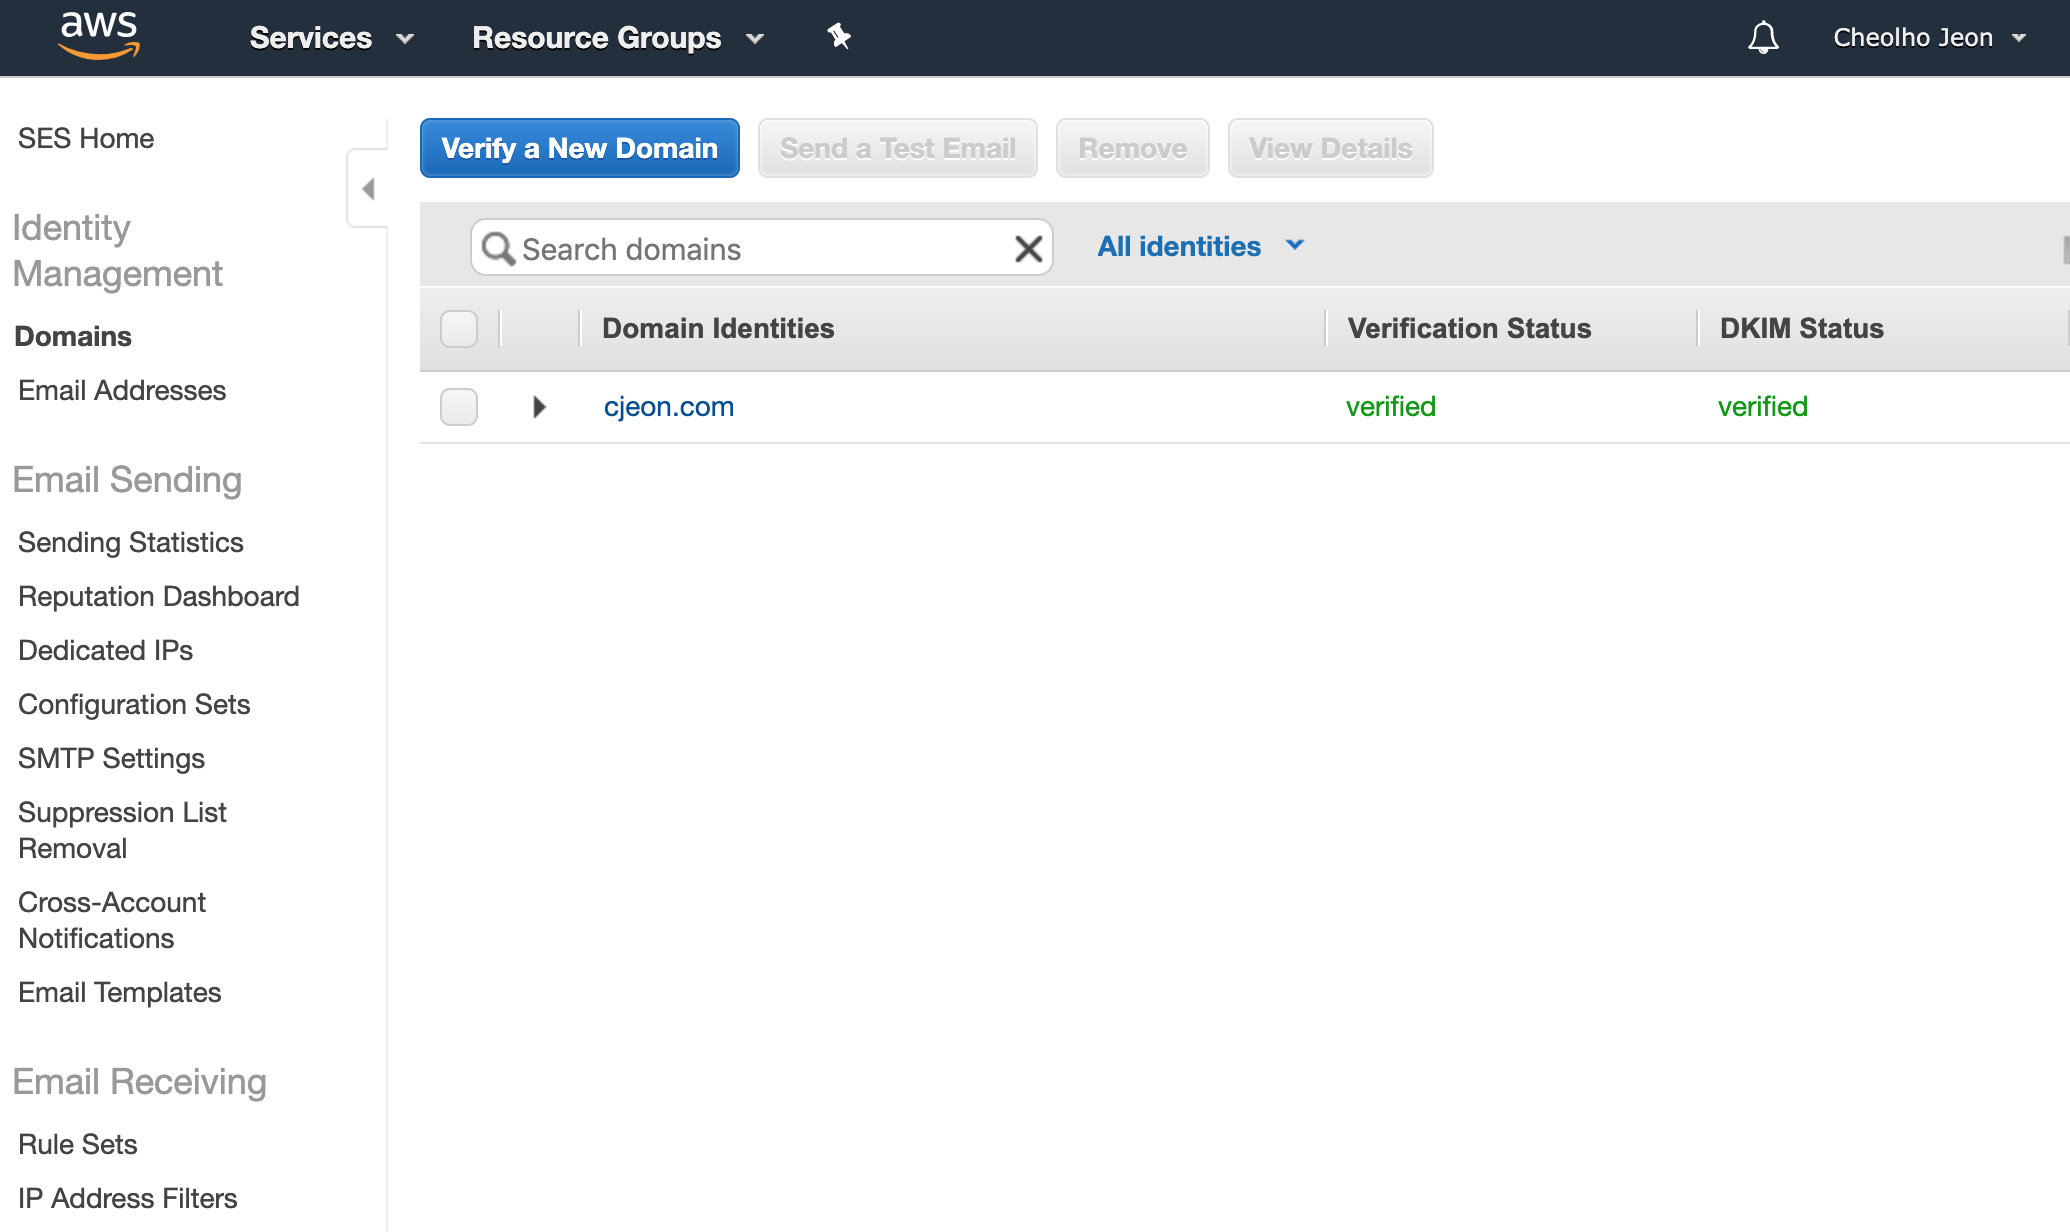 aws
Services
Resource Groups
Cheolho Jeon
SES Home
Identity
Management
Domains
Email Addresses
Email Sending
Sending Statistics
Reputation Dashboard
Dedicated IPs
Configuration Sets
SMTP Settings
Suppression List
Removal
Cross-Account
Notifications
Email Templates
Email Receiving
Rule Sets
IP Address Filters
Verify a New Domain
Send a Test Email
Remove
View Details
Search domains
All identities
Domain Identities
Verification Status
DKIM Status
cjeon.com
verified
verified